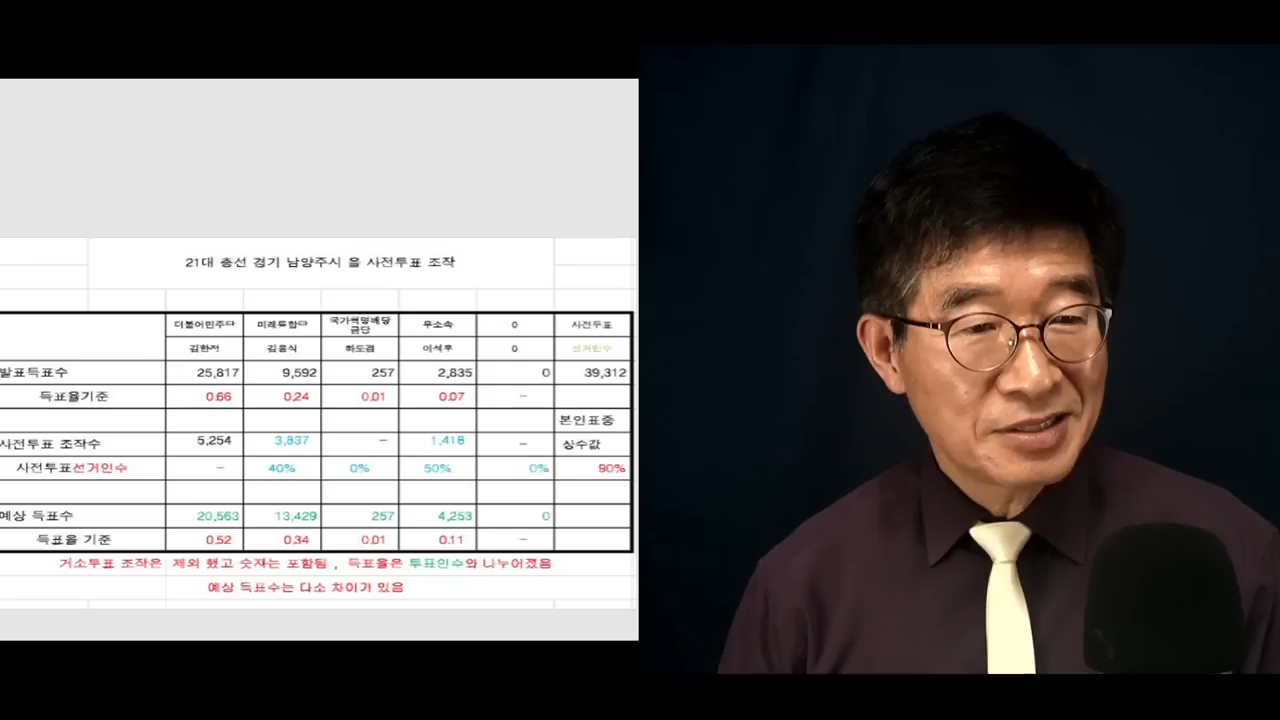 21대 총선 경기 남양주시 을 사전투표 조작
더불어민주다 미래통합다 국가혁명배당금단 무소속 0 사전투표
김한정 김용식 하도겸 이석우 0 선거인수
발표득표수 25,817 9,592 257 2,835 0 39,312
득표율기준 0.66 0.24 0.01 0.07 –
본인표중
사전투표 조작수 5,254 3,837 – 1,418 – 상수값
사전투표선거인수 – 40% 0% 50% 0% 90%
예상 득표수 20,563 13,429 257 4,253 0
득표율 기준 0.52 0.34 0.01 0.11 –
거소투표 조작은 제외 했고 숫자는 포함됨 , 득표율은 투표인수와 나누어졌음
예상 득표수는 다소 차이가 있음